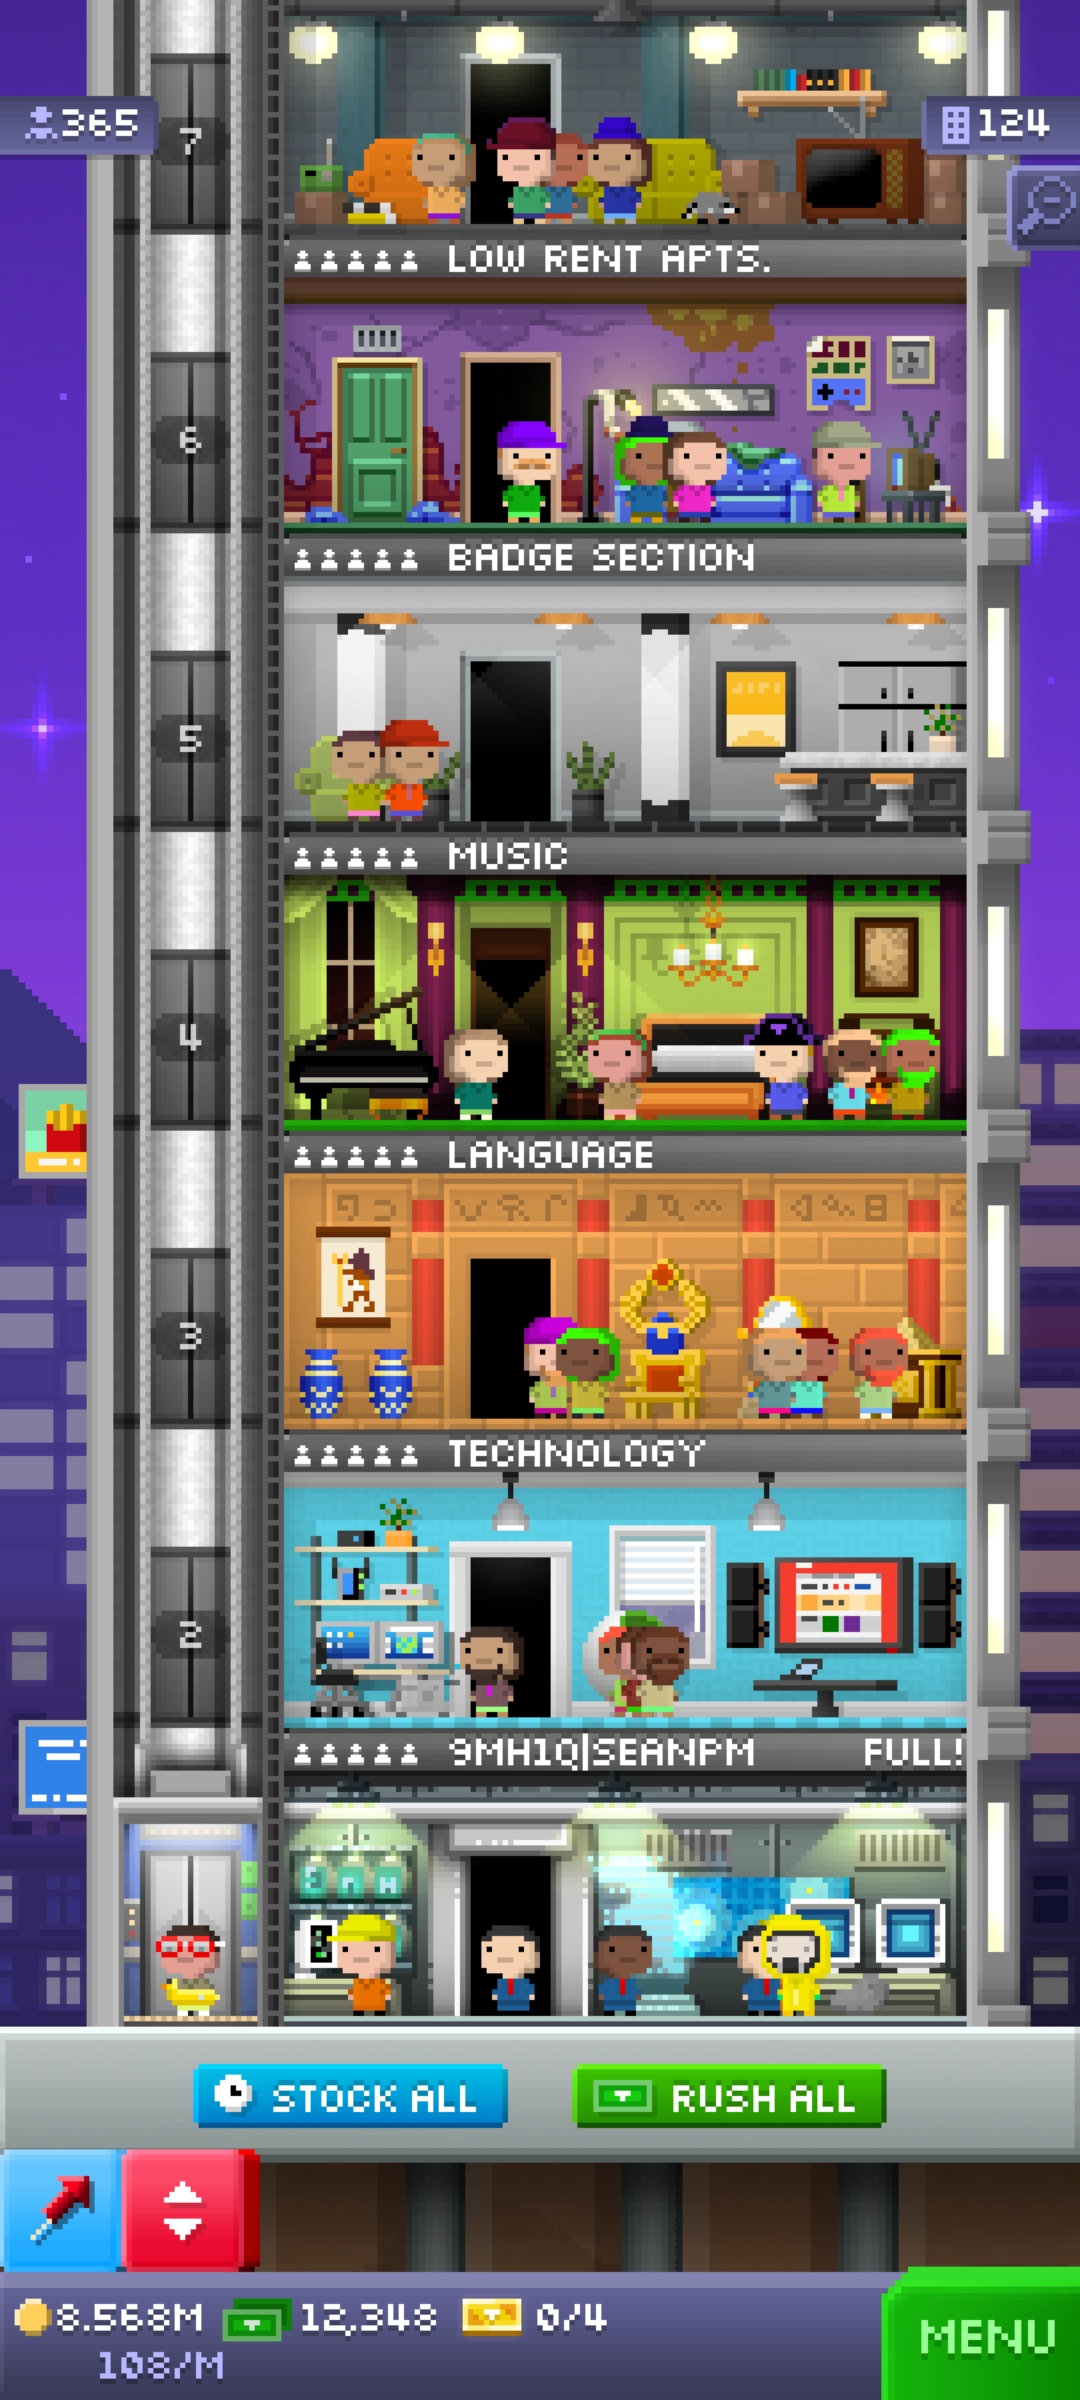 365
124
7
LOW RENT APTS.
6
BADGE SECTION
5
MUSIC
4
LANGUAGE
3
TECHNOLOGY
2
9MH1Q|SEANPM FULL!
STOCK ALL
RUSH ALL
8.568M 12,348 0/4
108/M
MENU